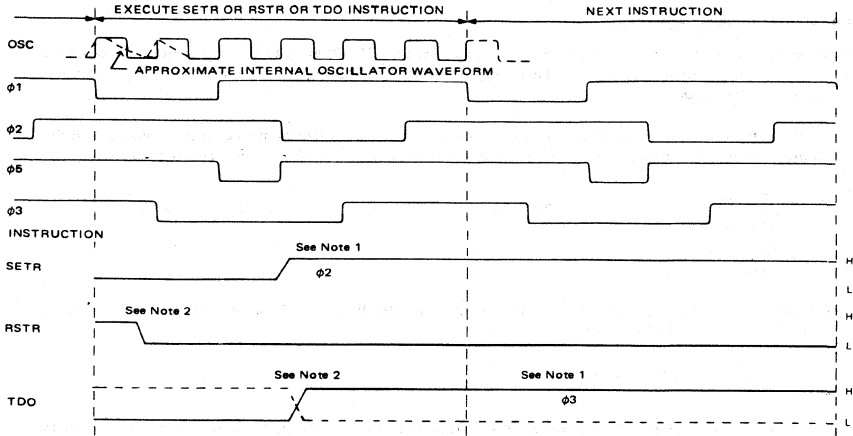 EXECUTE SETR OR RSTR OR TDO INSTRUCTION NEXT INSTRUCTION
OSC
APPROXIMATE INTERNAL OSCILLATOR WAVEFORM
ϕ1
ϕ2
ϕ5
ϕ3
INSTRUCTION
See Note 1
SETR H
ϕ2
L
See Note 2 H
RSTR
L
See Note 2 See Note 1
H
TDO ϕ3
L